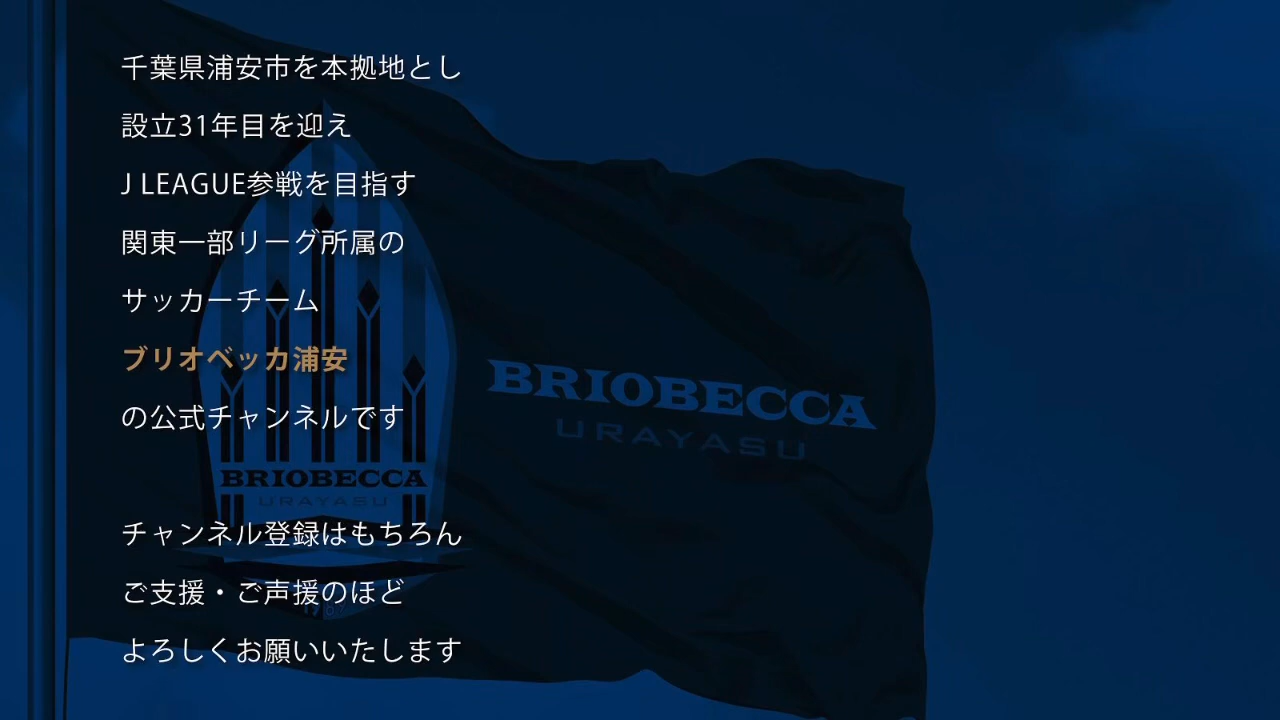 千葉県浦安市を本拠地とし
設立31年目を迎え
J LEAGUE参戦を目指す
関東一部リーグ所属の
サッカーチーム
ブリオベッカ浦安
の公式チャンネルです
チャンネル登録はもちろん
ご支援・ご声援のほど
よろしくお願いいたします
BRIOBECCA
URAYASU
BRIOBECCA
URAYASU